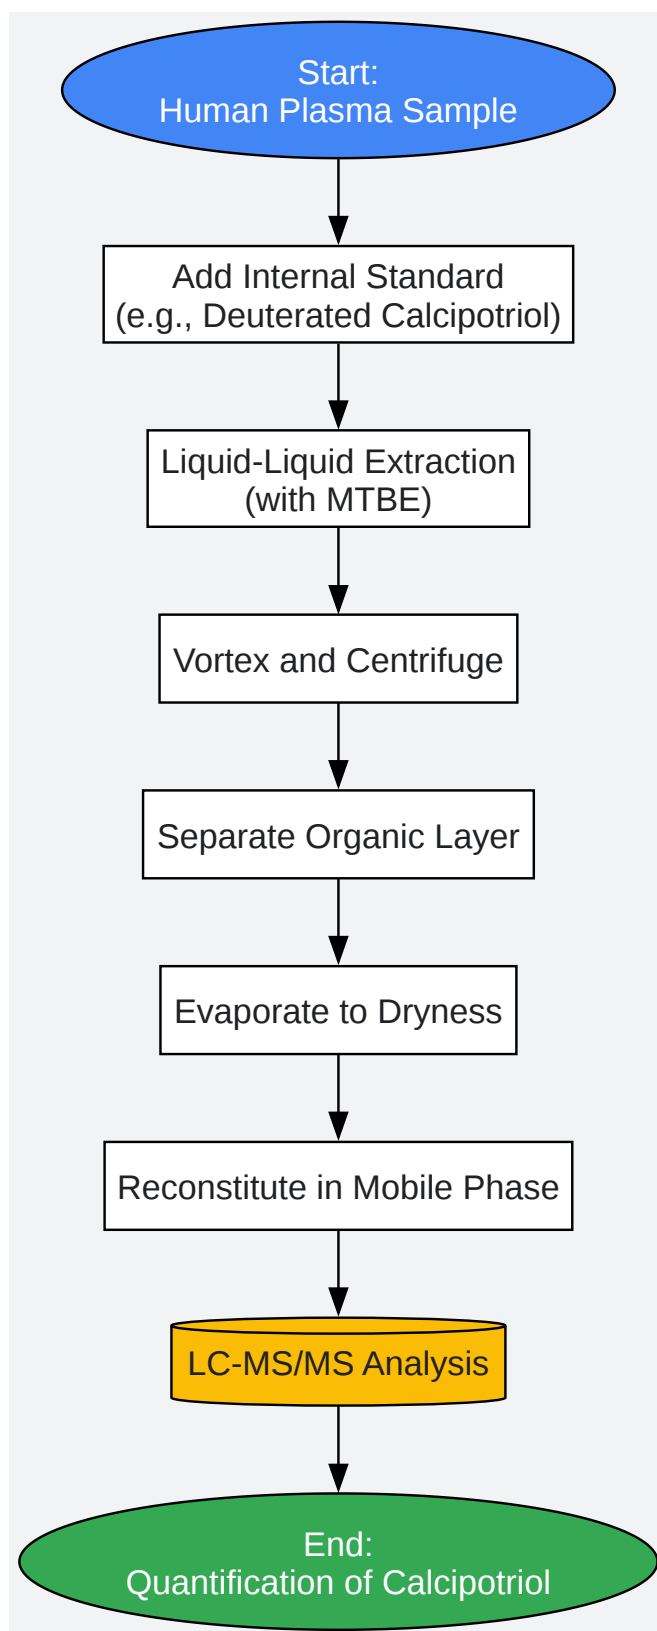 Start:
Human Plasma Sample
Add Internal Standard
(e.g., Deuterated Calcipotriol)
Liquid-Liquid Extraction
(with MTBE)
Vortex and Centrifuge
Separate Organic Layer
Evaporate to Dryness
Reconstitute in Mobile Phase
LC-MS/MS Analysis
End:
Quantification of Calcipotriol